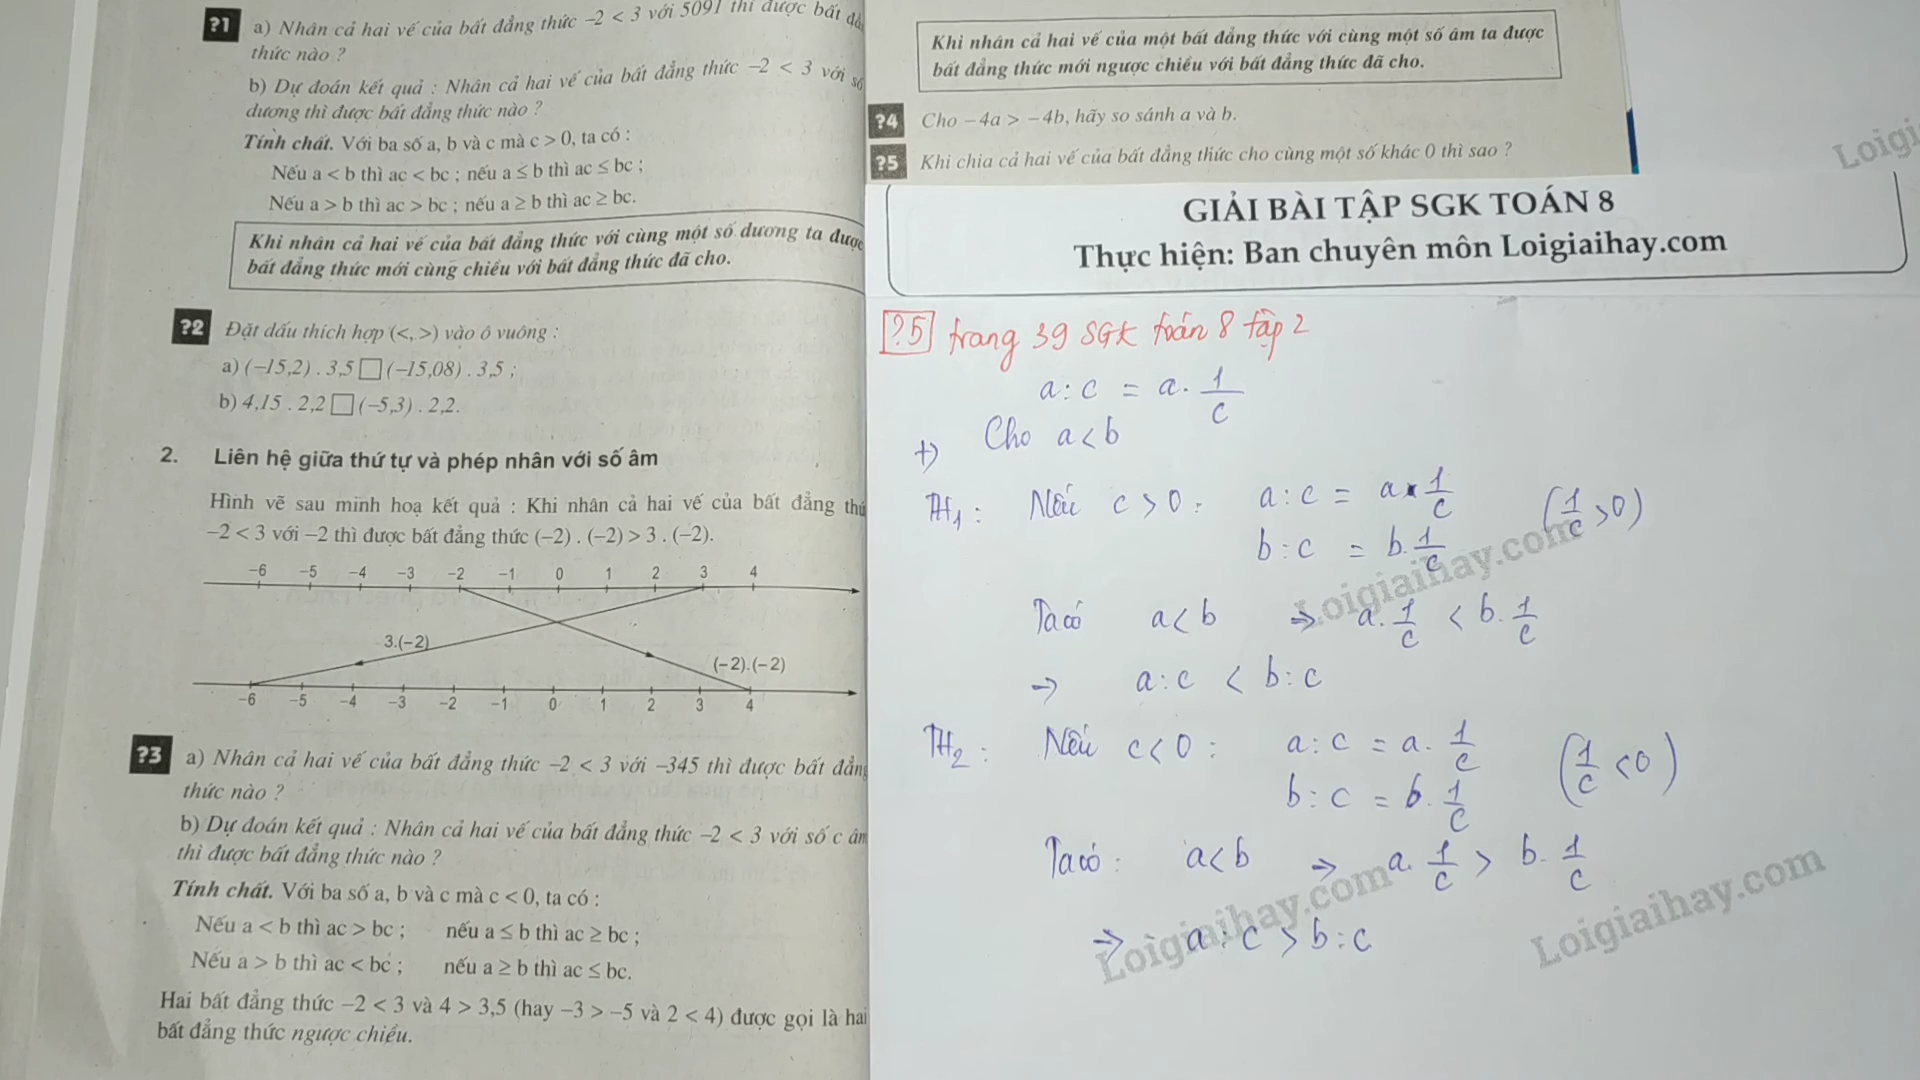 ?1 a) Nhân cả hai vế của bất đẳng thức –2 < 3 với 5091 thì được bất
thức nào ?
b) Dự đoán kết quả : Nhân cả hai vế của bất đẳng thức –2 < 3 với số
dương thì được bất đẳng thức nào ?
Tính chất. Với ba số a, b và c mà c > 0, ta có :
Nếu a < b thì ac < bc ; nếu a ≤ b thì ac ≤ bc ;
Nếu a > b thì ac > bc ; nếu a ≥ b thì ac ≥ bc.
Khi nhân cả hai vế của bất đẳng thức với cùng một số dương ta được
bất đẳng thức mới cùng chiều với bất đẳng thức đã cho.
?2 Đặt dấu thích hợp (<, >) vào ô vuông :
a) (–15,2) . 3,5 □ (–15,08) . 3,5 ;
b) 4,15 . 2,2 □ (–5,3) . 2,2.
2. Liên hệ giữa thứ tự và phép nhân với số âm
Hình vẽ sau minh hoạ kết quả : Khi nhân cả hai vế của bất đẳng
–2 < 3 với –2 thì được bất đẳng thức (–2) . (–2) > 3 . (–2).
–6 –5 –4 –3 –2 –1 0 1 2 3 4
3.(–2)
(–2).(–2)
–6 –5 –4 –3 –2 –1 0 1 2 3 4
?3 a) Nhân cả hai vế của bất đẳng thức –2 < 3 với –345 thì được bất đẳng
thức nào ?
b) Dự đoán kết quả : Nhân cả hai vế của bất đẳng thức –2 < 3 với số c âm
thì được bất đẳng thức nào ?
Tính chất. Với ba số a, b và c mà c < 0, ta có :
Nếu a < b thì ac > bc ; nếu a ≤ b thì ac ≥ bc ;
Nếu a > b thì ac < bc ; nếu a ≥ b thì ac ≤ bc.
Hai bất đẳng thức –2 < 3 và 4 > 3,5 (hay –3 > –5 và 2 < 4) được gọi là hai
bất đẳng thức ngược chiều.
Khi nhân cả hai vế của một bất đẳng thức với cùng một số âm ta được
bất đẳng thức mới ngược chiều với bất đẳng thức đã cho.
?4 Cho –4a > –4b, hãy so sánh a và b.
?5 Khi chia cả hai vế của bất đẳng thức cho cùng một số khác 0 thì sao ?
GIẢI BÀI TẬP SGK TOÁN 8
Thực hiện: Ban chuyên môn Loigiaihay.com
?5 trang 39 SGK toán 8 tập 2
a : c = a . 1/c
+) Cho a < b
TH1 : Nếu c > 0 : a : c = a . 1/c (1/c > 0)
b : c = b . 1/c
Ta có a < b => a . 1/c < b . 1/c
=> a : c < b : c
TH2 : Nếu c < 0 : a : c = a . 1/c (1/c < 0)
b : c = b . 1/c
Ta có : a < b => a . 1/c > b . 1/c
=> a : c > b : c
Loigiaihay.com
Loigiaihay.com
Loigiaihay.com